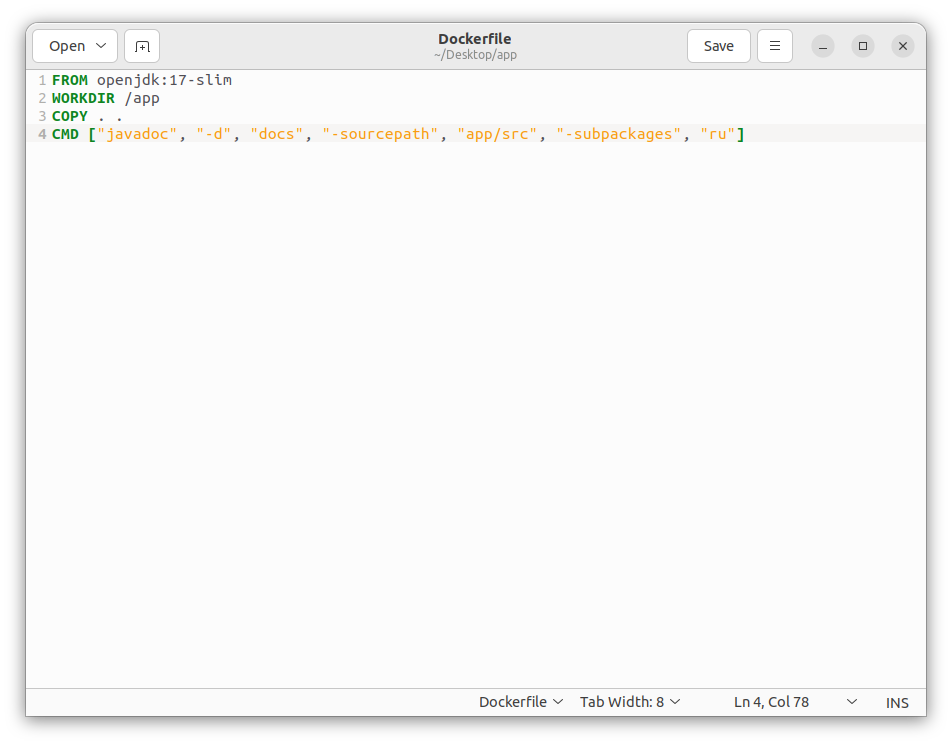 Open
Dockerfile
~/Desktop/app
Save
1 FROM openjdk:17-slim
2 WORKDIR /app
3 COPY . .
4 CMD ["javadoc", "-d", "docs", "-sourcepath", "app/src", "-subpackages", "ru"]
Dockerfile Tab Width: 8 Ln 4, Col 78 INS